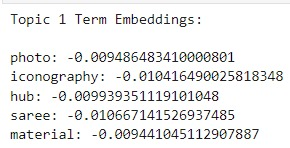 Topic 1 Term Embeddings:
photo: -0.009486483410000801
iconography: -0.010416490025818348
hub: -0.009939351119101048
saree: -0.010667141526937485
material: -0.009441045112907887